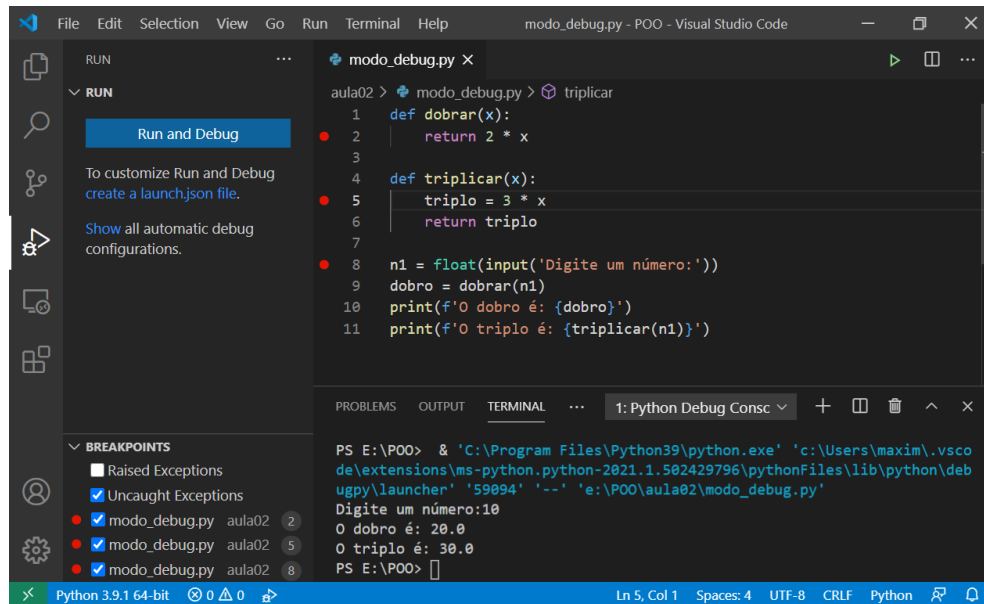 File Edit Selection View Go Run Terminal Help modo_debug.py - POO - Visual Studio Code
RUN ···
RUN
Run and Debug
To customize Run and Debug
create a launch.json file.
Show all automatic debug
configurations.
BREAKPOINTS
Raised Exceptions
Uncaught Exceptions
modo_debug.py aula02 2
modo_debug.py aula02 5
modo_debug.py aula02 8
modo_debug.py
aula02 > modo_debug.py > triplicar
1 def dobrar(x):
2 return 2 * x
3
4 def triplicar(x):
5 triplo = 3 * x
6 return triplo
7
8 n1 = float(input('Digite um número:'))
9 dobro = dobrar(n1)
10 print(f'O dobro é: {dobro}')
11 print(f'O triplo é: {triplicar(n1)}')
PROBLEMS OUTPUT TERMINAL ··· 1: Python Debug Consc
PS E:\POO> & 'C:\Program Files\Python39\python.exe' 'c:\Users\maxim\.vsco
de\extensions\ms-python.python-2021.1.502429796\pythonFiles\lib\python\deb
ugpy\launcher' '59094' '--' 'e:\POO\aula02\modo_debug.py'
Digite um número:10
O dobro é: 20.0
O triplo é: 30.0
PS E:\POO>
Python 3.9.1 64-bit 0 0 Ln 5, Col 1 Spaces: 4 UTF-8 CRLF Python